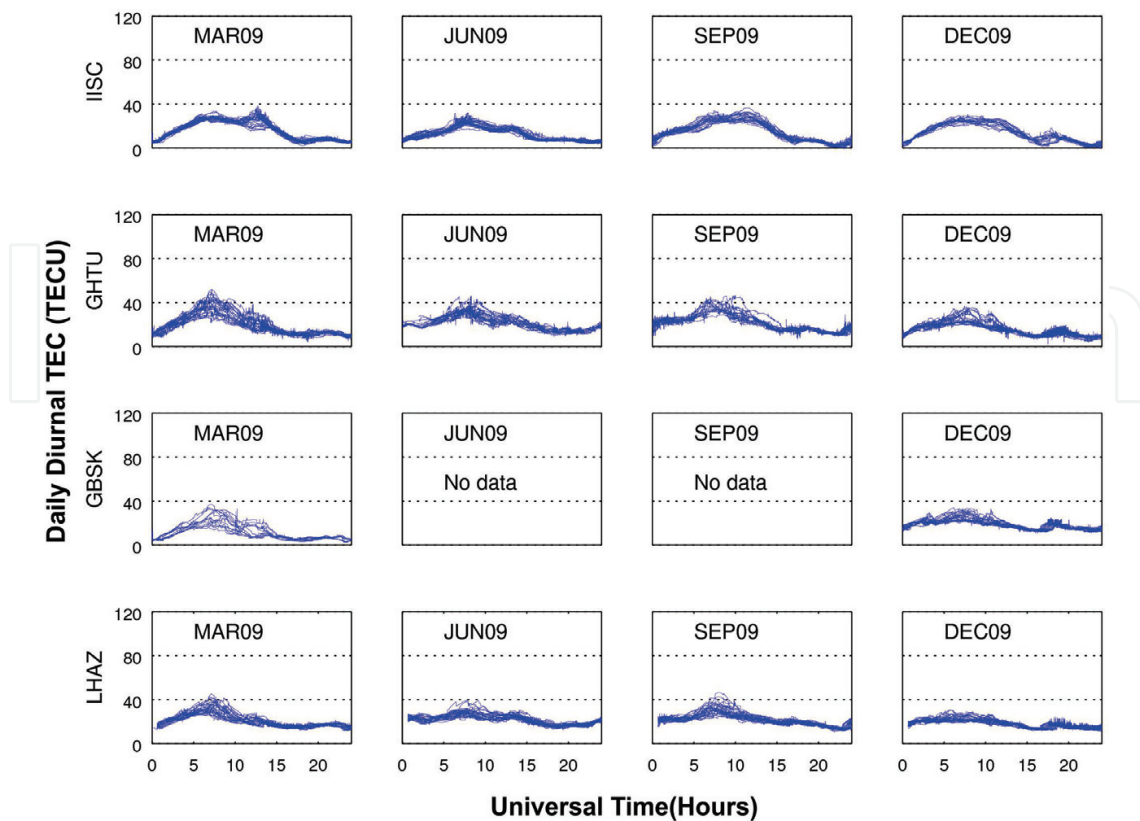 Daily Diurnal TEC (TECU)
IISC
120
80
40
0
MAR09
JUN09
SEP09
DEC09
GHTU
120
80
40
0
MAR09
JUN09
SEP09
DEC09
GBSK
120
80
40
0
MAR09
JUN09
No data
SEP09
No data
DEC09
LHAZ
120
80
40
0
MAR09
JUN09
SEP09
DEC09
0 5 10 15 20
0 5 10 15 20
0 5 10 15 20
0 5 10 15 20
Universal Time(Hours)